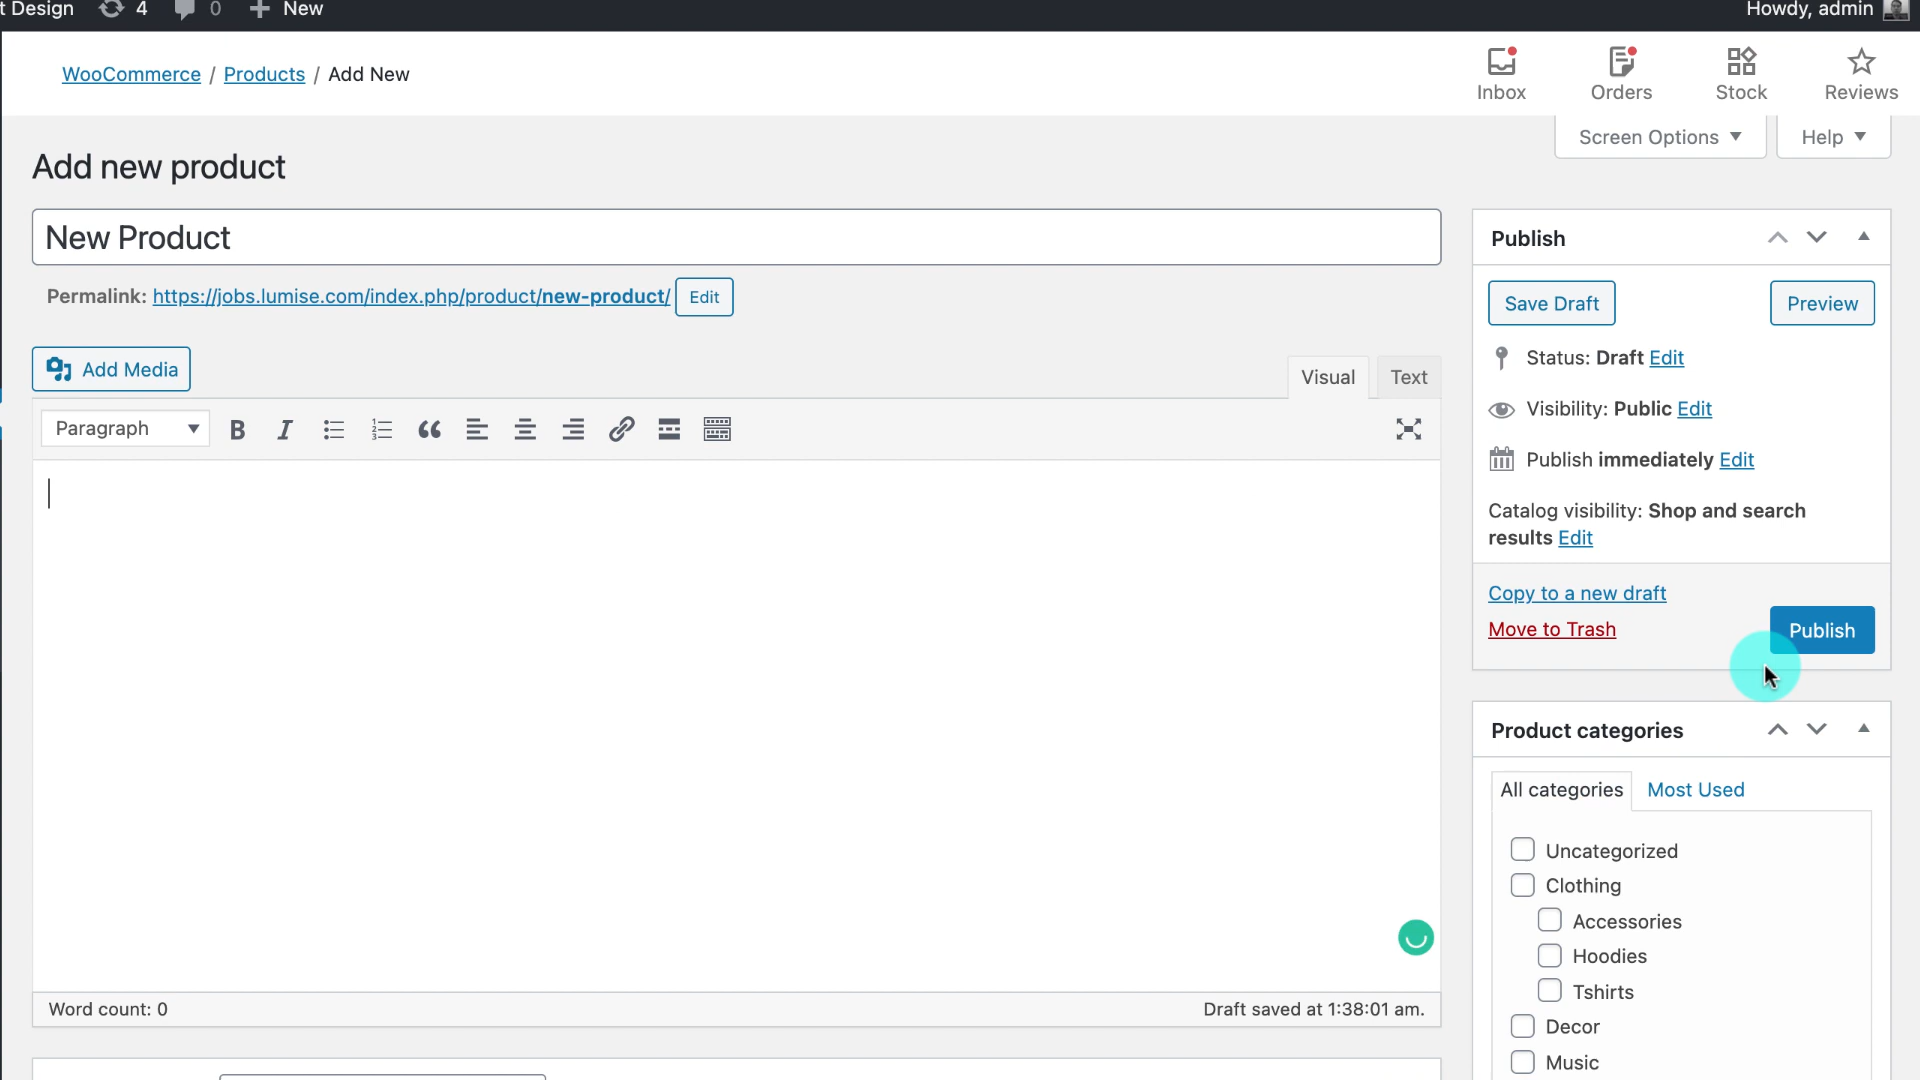 t Design 4 0 New Howdy, admin
WooCommerce / Products / Add New
Inbox Orders Stock Reviews
Screen Options Help
Add new product
New Product
Permalink: https://jobs.lumise.com/index.php/product/new-product/ Edit
Add Media
Visual Text
Paragraph
Word count: 0
Draft saved at 1:38:01 am.
Publish
Save Draft Preview
Status: Draft Edit
Visibility: Public Edit
Publish immediately Edit
Catalog visibility: Shop and search
results Edit
Copy to a new draft
Move to Trash
Publish
Product categories
All categories Most Used
Uncategorized
Clothing
Accessories
Hoodies
Tshirts
Decor
Music